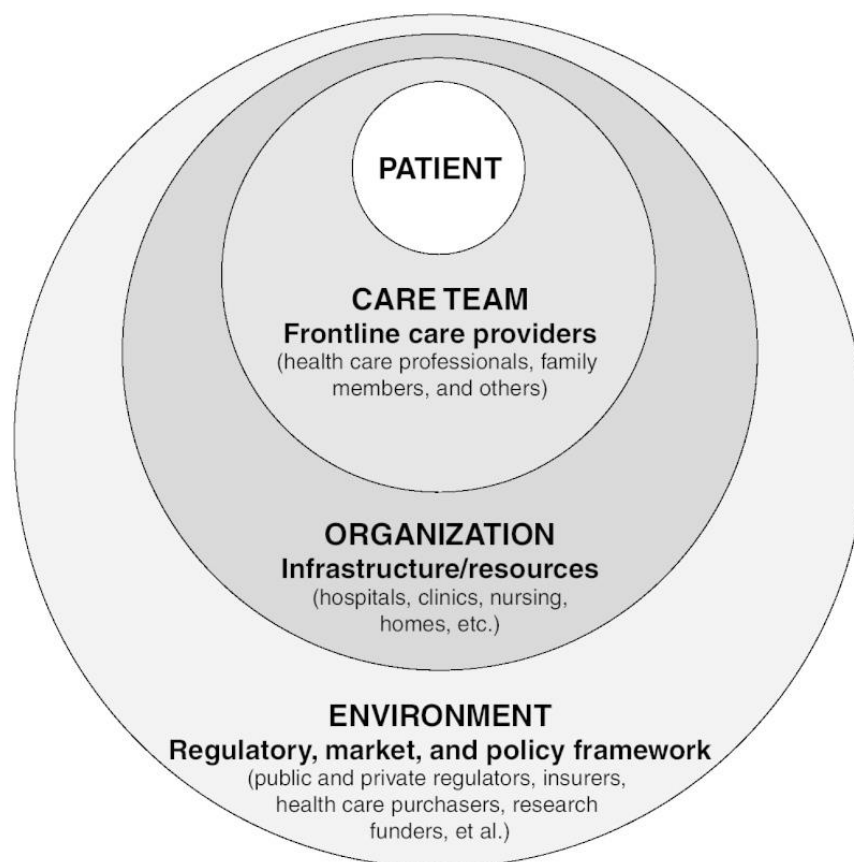 PATIENT
CARE TEAM
Frontline care providers
(health care professionals, family
members, and others)
ORGANIZATION
Infrastructure/resources
(hospitals, clinics, nursing,
homes, etc.)
ENVIRONMENT
Regulatory, market, and policy framework
(public and private regulators, insurers,
health care purchasers, research
funders, et al.)